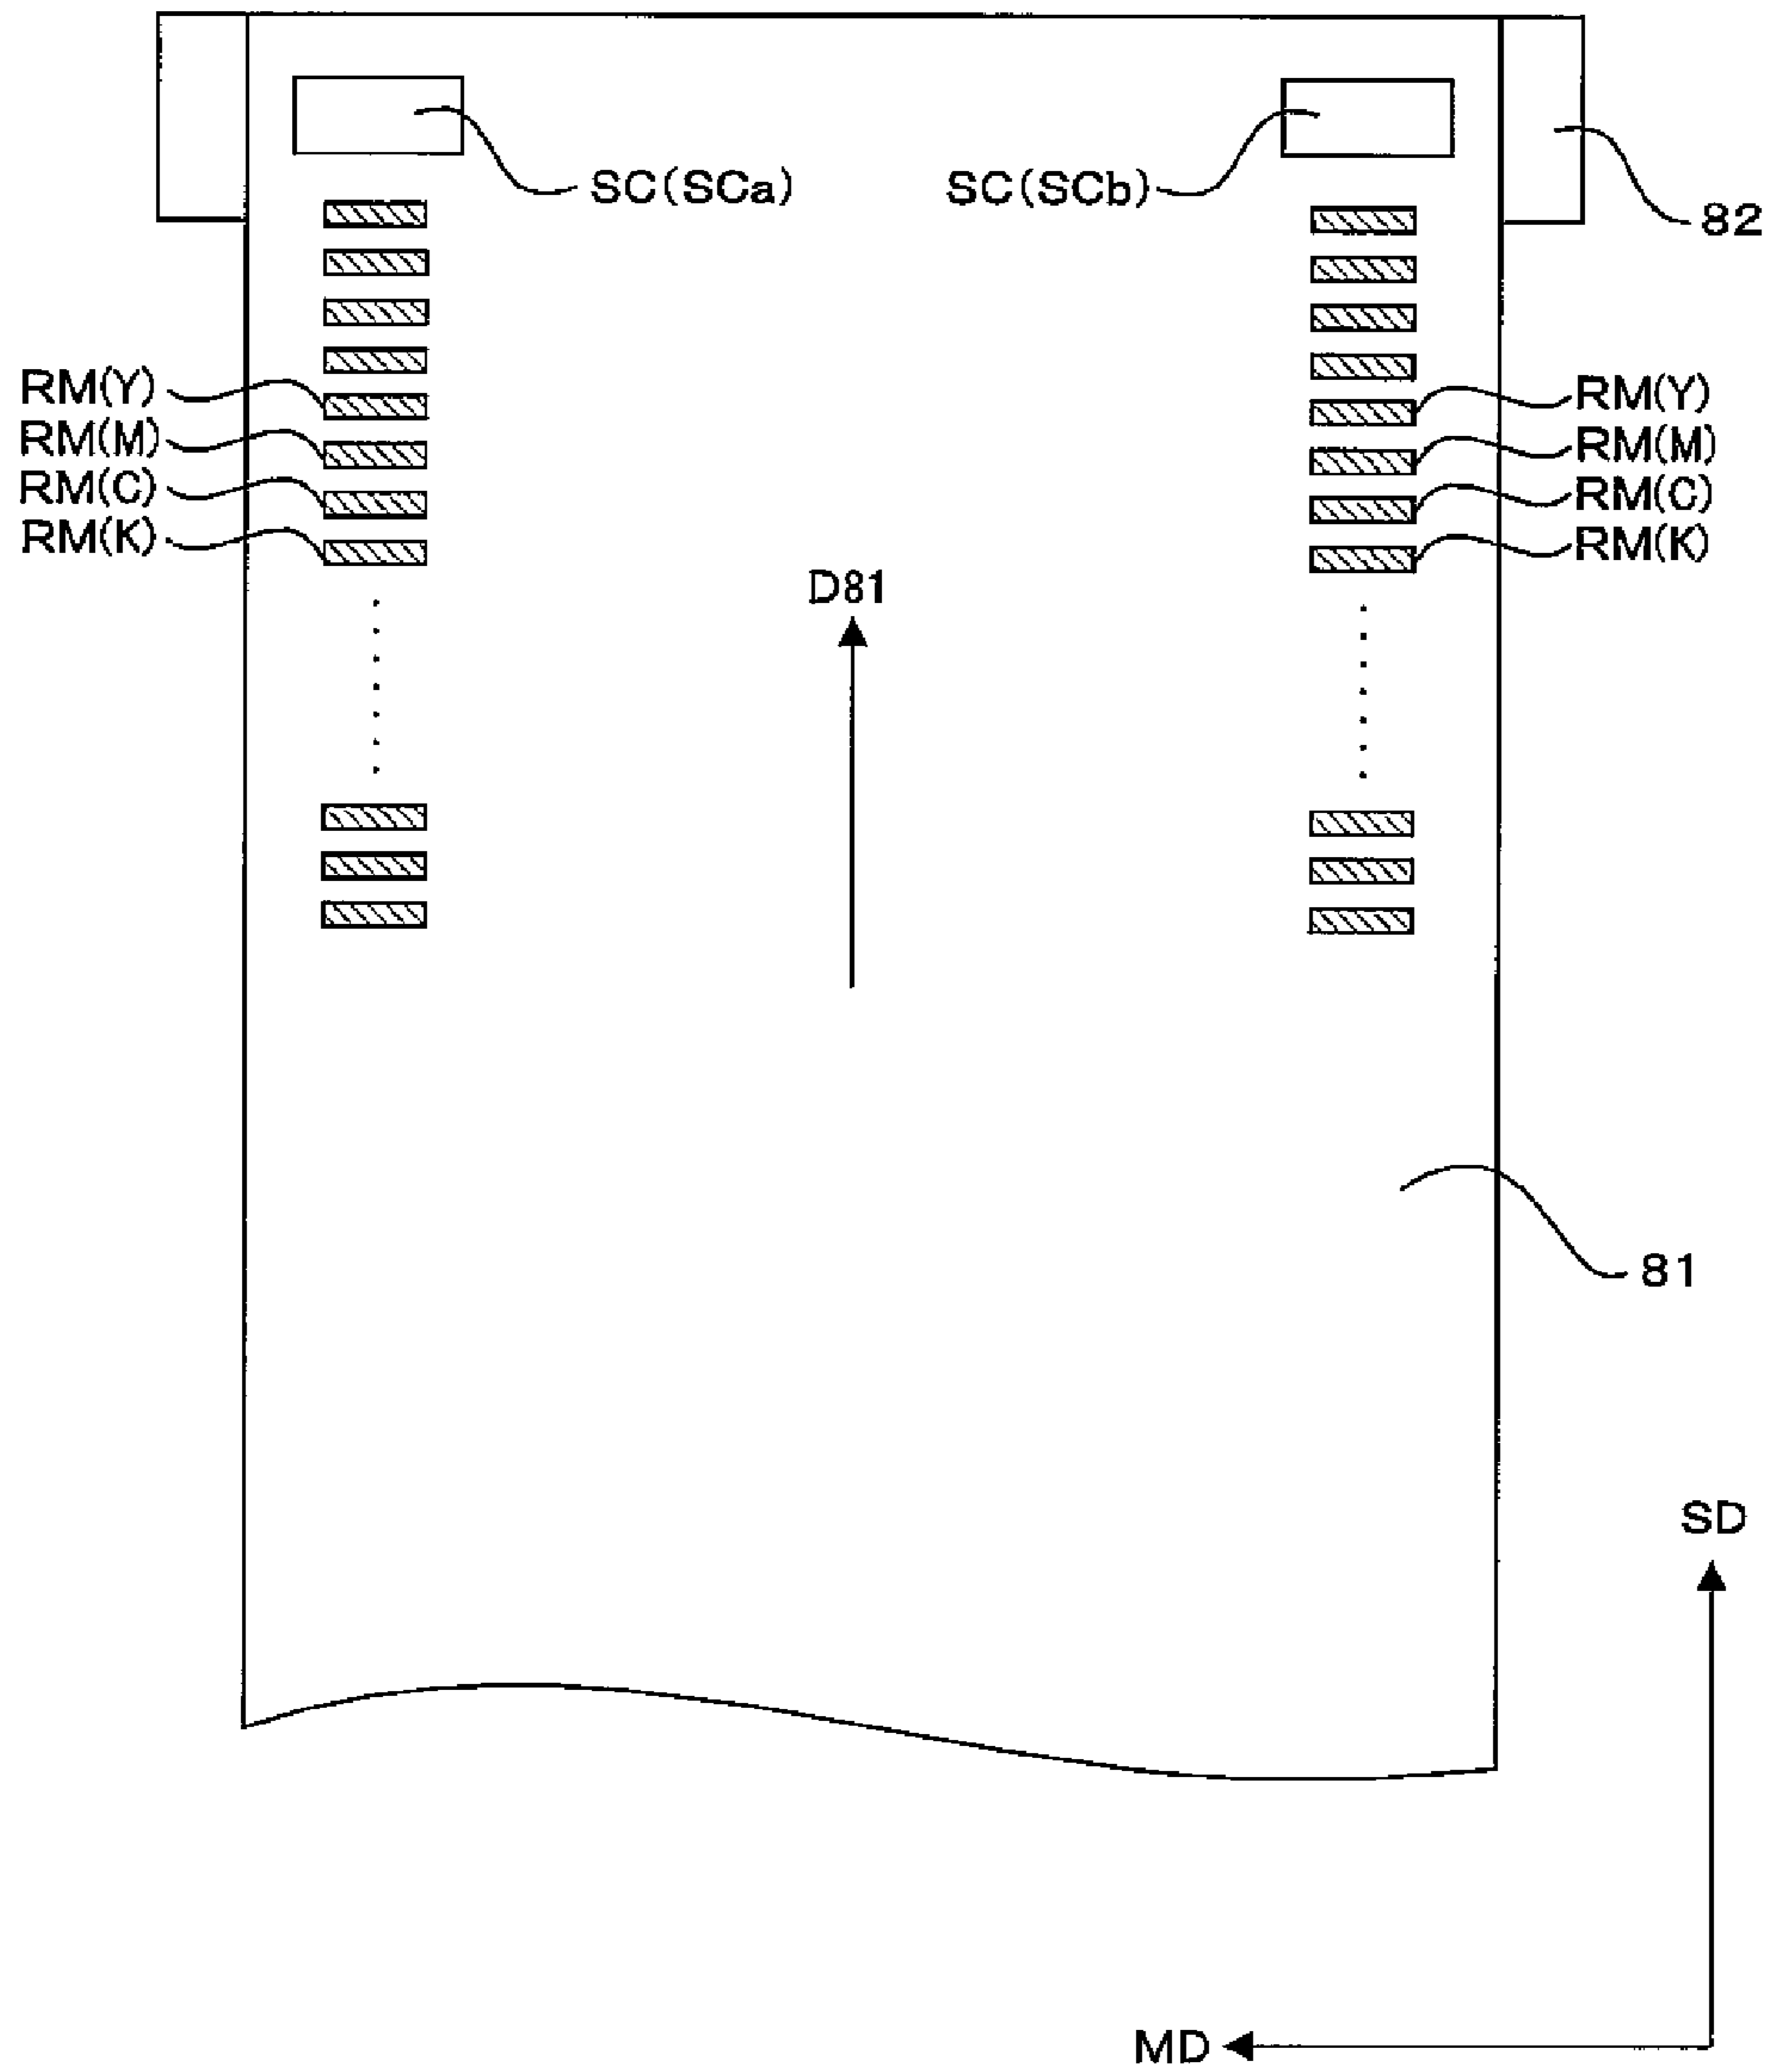 SC(SCa)
SC(SCb)
82
RM(Y)
RM(M)
RM(C)
RM(K)
RM(Y)
RM(M)
RM(C)
RM(K)
D81
81
SD
MD